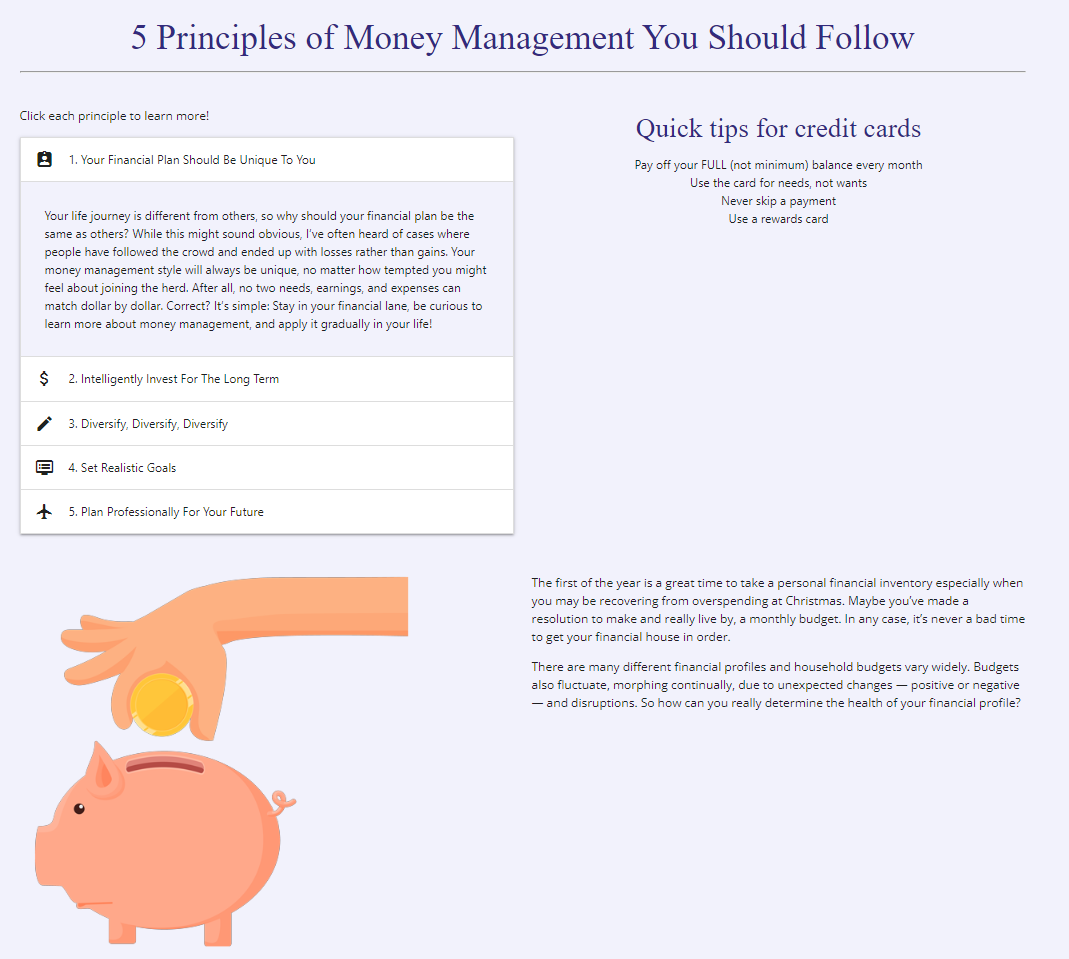 5 Principles of Money Management You Should Follow
Click each principle to learn more!
1. Your Financial Plan Should Be Unique To You
Your life journey is different from others, so why should your financial plan be the
same as others? While this might sound obvious, I've often heard of cases where
people have followed the crowd and ended up with losses rather than gains. Your
money management style will always be unique, no matter how tempted you might
feel about joining the herd. After all, no two needs, earnings, and expenses can
match dollar by dollar. Correct? It's simple: Stay in your financial lane, be curious to
learn more about money management, and apply it gradually in your life!
2. Intelligently Invest For The Long Term
3. Diversify, Diversify, Diversify
4. Set Realistic Goals
5. Plan Professionally For Your Future
Quick tips for credit cards
Pay off your FULL (not minimum) balance every month
Use the card for needs, not wants
Never skip a payment
Use a rewards card
The first of the year is a great time to take a personal financial inventory especially when
you may be recovering from overspending at Christmas. Maybe you've made a
resolution to make and really live by, a monthly budget. In any case, it's never a bad time
to get your financial house in order.
There are many different financial profiles and household budgets vary widely. Budgets
also fluctuate, morphing continually, due to unexpected changes — positive or negative
— and disruptions. So how can you really determine the health of your financial profile?